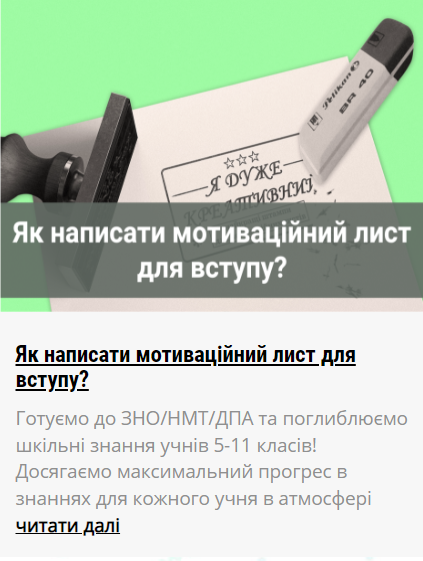 Pelikan
BR 40
Я ДУЖЕ
КРЕАТИВНИЙ
Як написати мотиваційний лист
для вступу?
Як написати мотиваційний лист для
вступу?
Готуємо до ЗНО/НМТ/ДПА та поглиблюємо
шкільні знання учнів 5-11 класів!
Досягаємо максимальний прогрес в
знаннях для кожного учня в атмосфері
читати далі